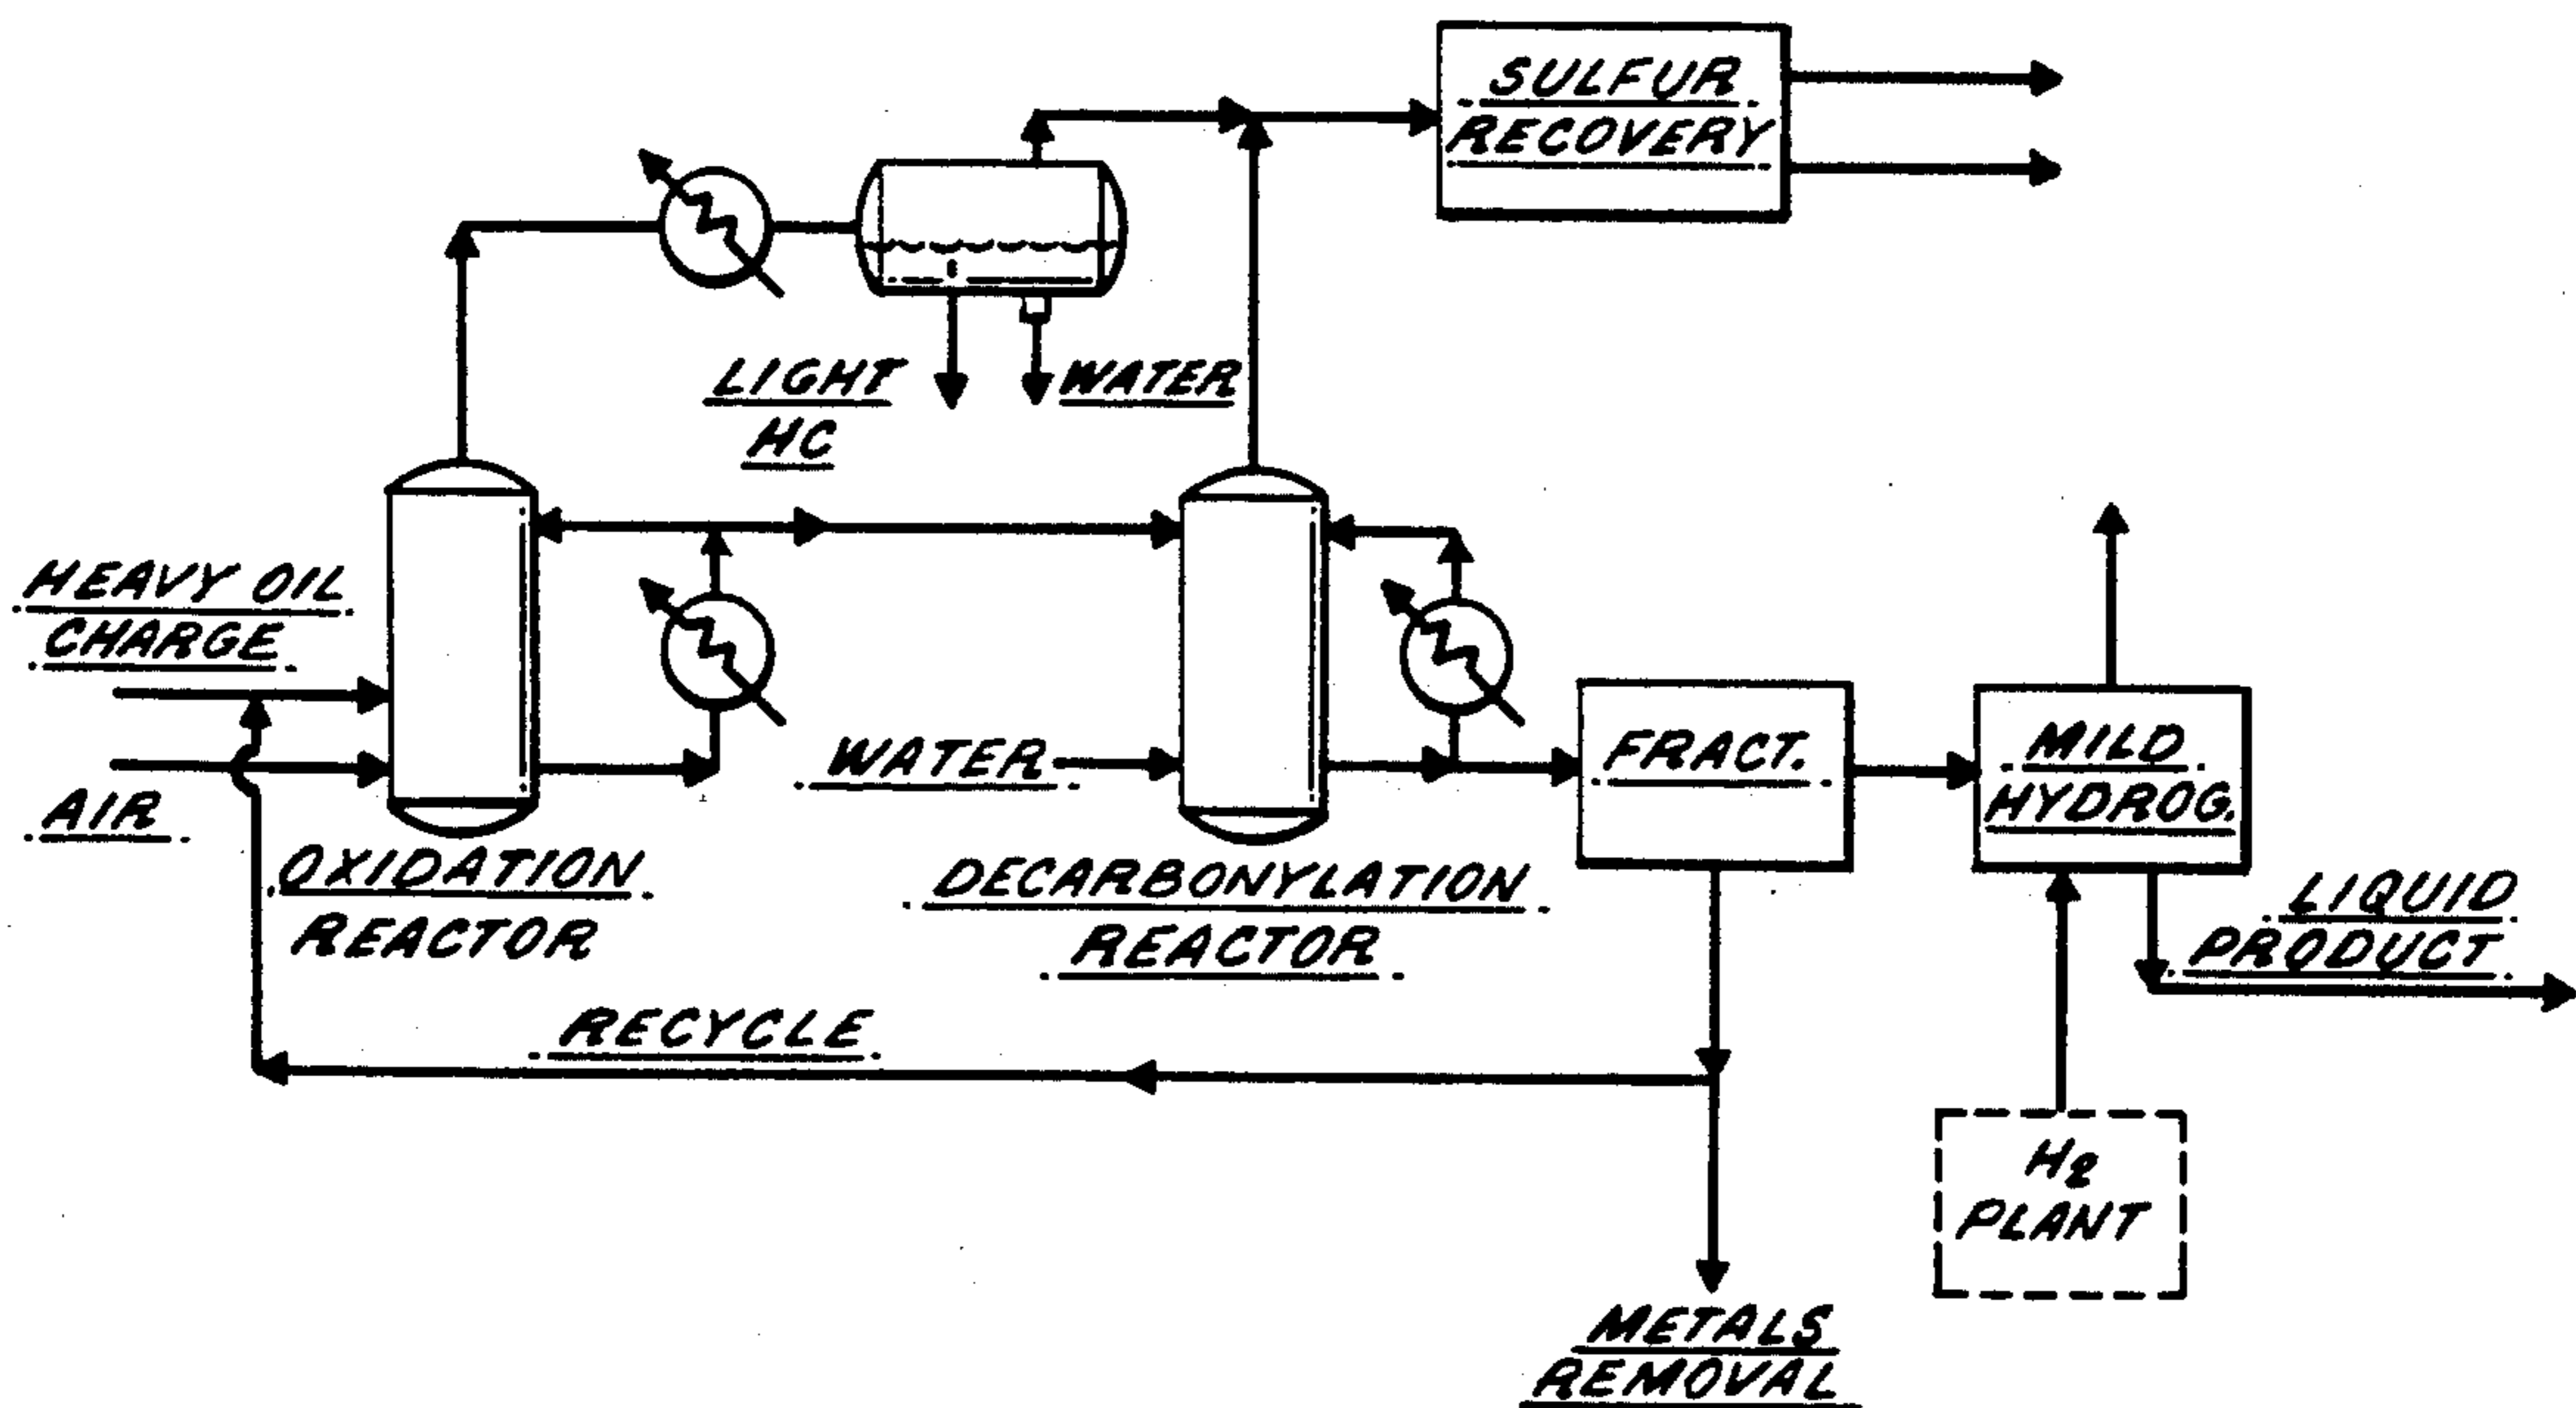 SULFUR
RECOVERY
LIGHT
HC
WATER
HEAVY OIL
CHARGE
AIR
OXIDATION
REACTOR
WATER
DECARBONYLATION
REACTOR
FRACT.
MILD
HYDROG.
LIQUID
PRODUCT
RECYCLE
H2
PLANT
METALS
REMOVAL